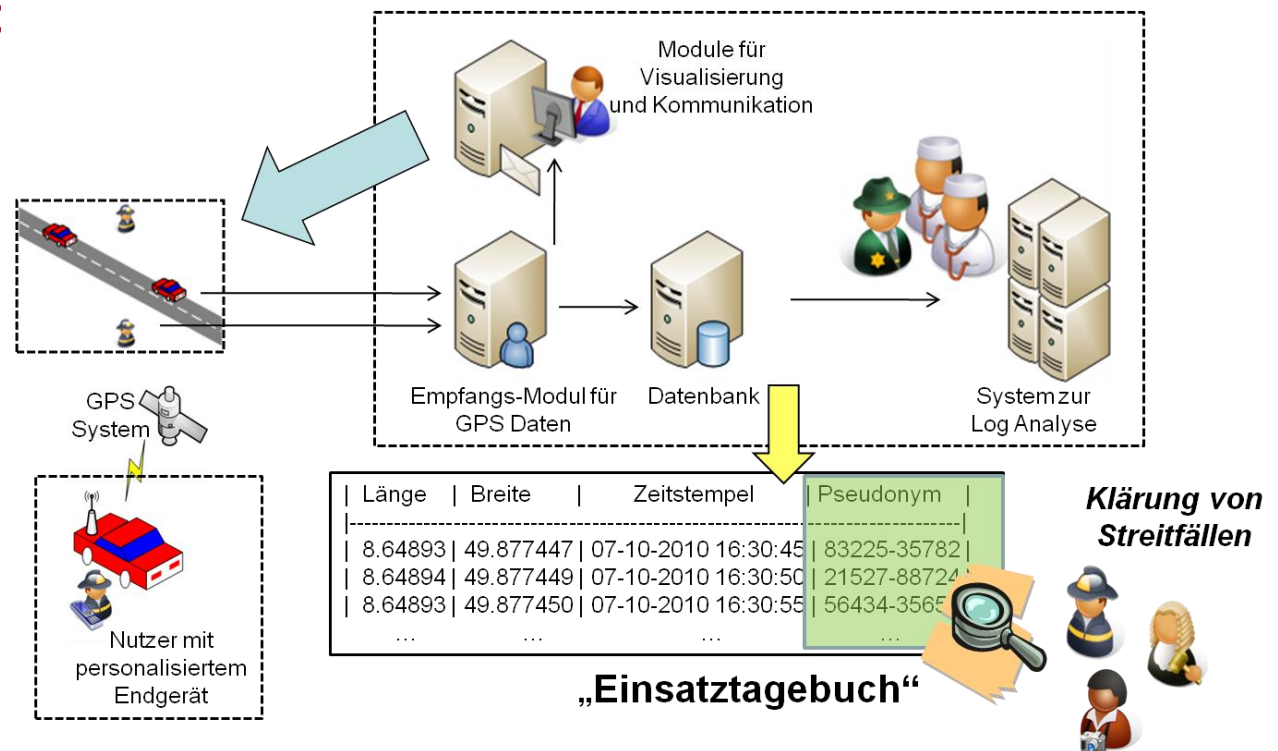 Module für
Visualisierung
und Kommunikation
Empfangs-Modul für
GPS Daten
Datenbank
System zur
Log Analyse
GPS
System
Nutzer mit
personalisiertem
Endgerät
| Länge | Breite | Zeitstempel | Pseudonym |
|------------------------------------------------------------------------------------|
| 8.64893 | 49.877447 | 07-10-2010 16:30:45 | 83225-35782 |
| 8.64894 | 49.877449 | 07-10-2010 16:30:50 | 21527-88724 |
| 8.64893 | 49.877450 | 07-10-2010 16:30:55 |
… … … …
„Einsatztagebuch“
Klärung von
Streitfällen